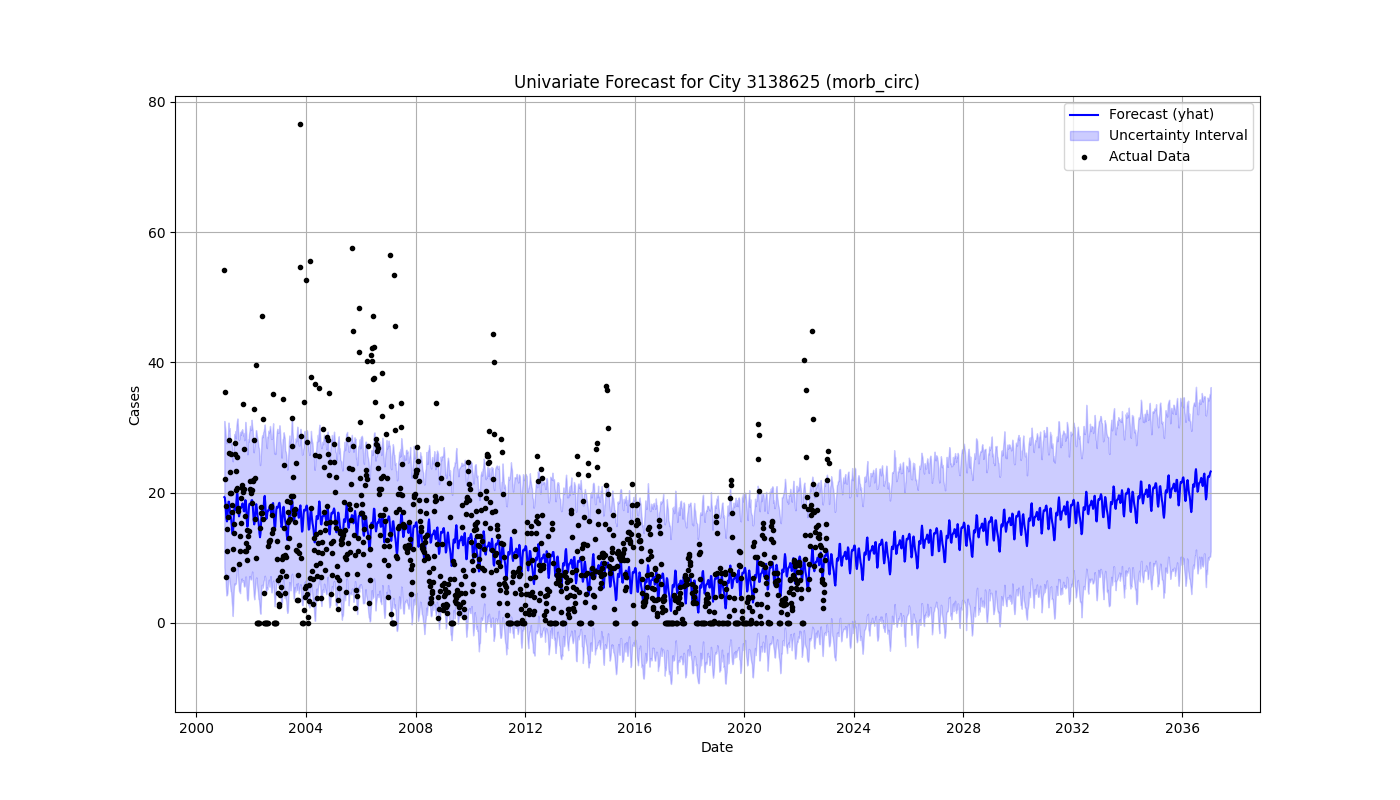 Univariate Forecast for City 3138625 (morb_circ)
Forecast (yhat)
Uncertainty Interval
Actual Data
Cases
80
60
40
20
0
2000 2004 2008 2012 2016 2020 2024 2028 2032 2036
Date